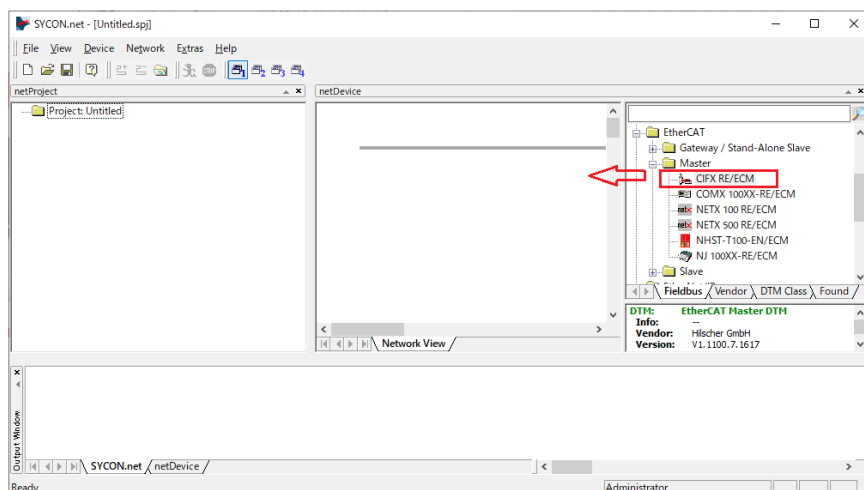 SYCON.net - [Untitled.spj]
File View Device Network Extras Help
netProject
netDevice
Project: Untitled
EtherCAT
Gateway / Stand-Alone Slave
Master
CIFX RE/ECM
COMX 100XX-RE/ECM
netX NETX 100 RE/ECM
netX NETX 500 RE/ECM
NHST-T100-EN/ECM
NJ 100XX-RE/ECM
Slave
Fieldbus Vendor DTM Class Found
Network View
DTM: EtherCAT Master DTM
Info: --
Vendor: Hilscher GmbH
Version: V1.1100.7.1617
Output Window
SYCON.net netDevice
Ready
Administrator